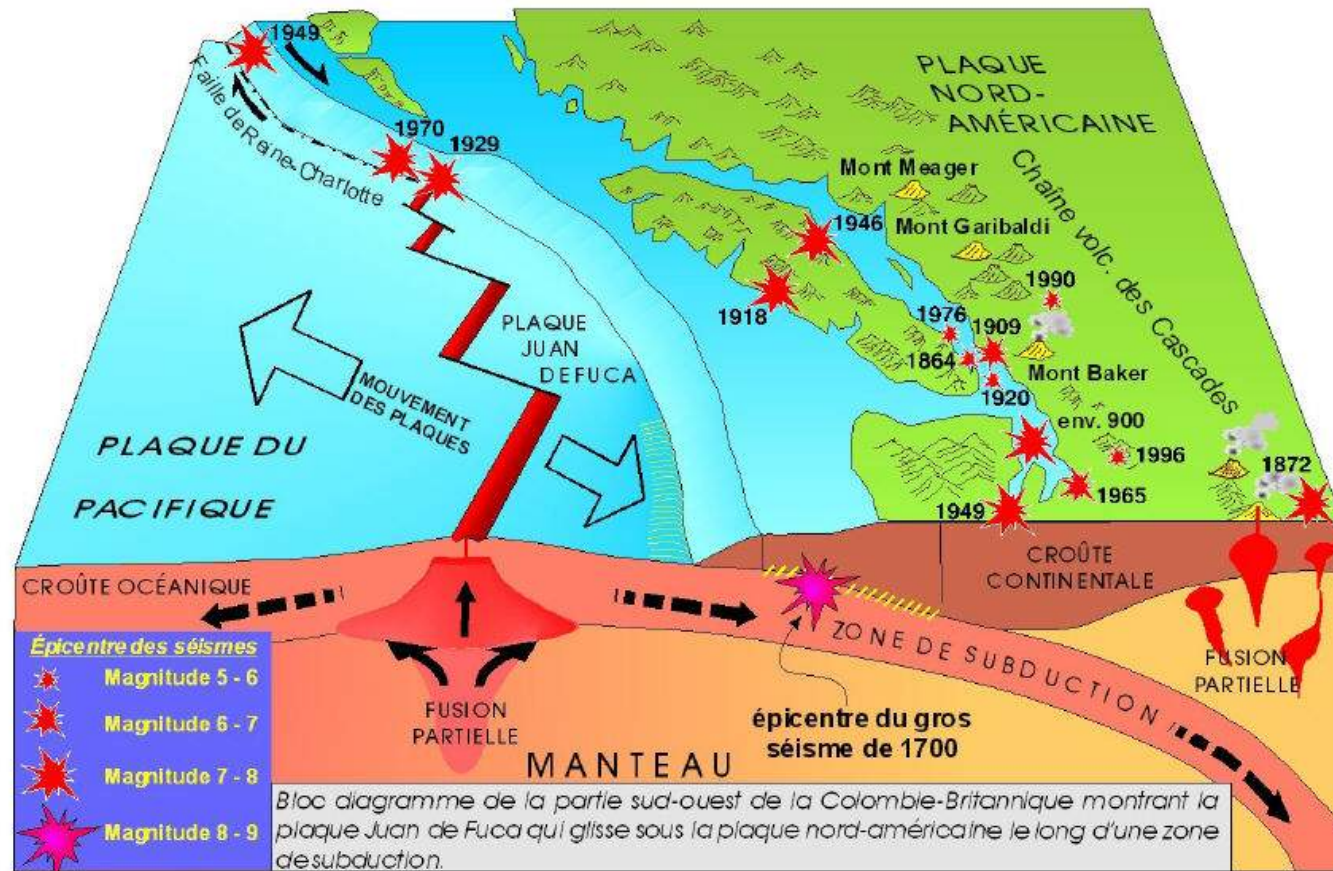 1949
Faille de Reine-Charlotte
1970
1929
PLAQUE
NORD-
AMÉRICAINE
Mont Meager
Chaîne volc. des Cascades
1946
Mont Garibaldi
1990
1918
1976
1909
1864
Mont Baker
1920
PLAQUE
JUAN
DEFUCA
MOUVEMENT
DES PLAQUES
PLAQUE DU
PACIFIQUE
env. 900
1996
1872
1949
1965
CROÛTE OCÉANIQUE
CROÛTE
CONTINENTALE
ZONE DE SUBDUCTION
FUSION
PARTIELLE
FUSION
PARTIELLE
épicentre du gros
séisme de 1700
MANTEAU
Épicentre des séismes
Magnitude 5 - 6
Magnitude 6 - 7
Magnitude 7 - 8
Magnitude 8 - 9
Bloc diagramme de la partie sud-ouest de la Colombie-Britannique montrant la
plaque Juan de Fuca qui glisse sous la plaque nord-américaine le long d'une zone
de subduction.